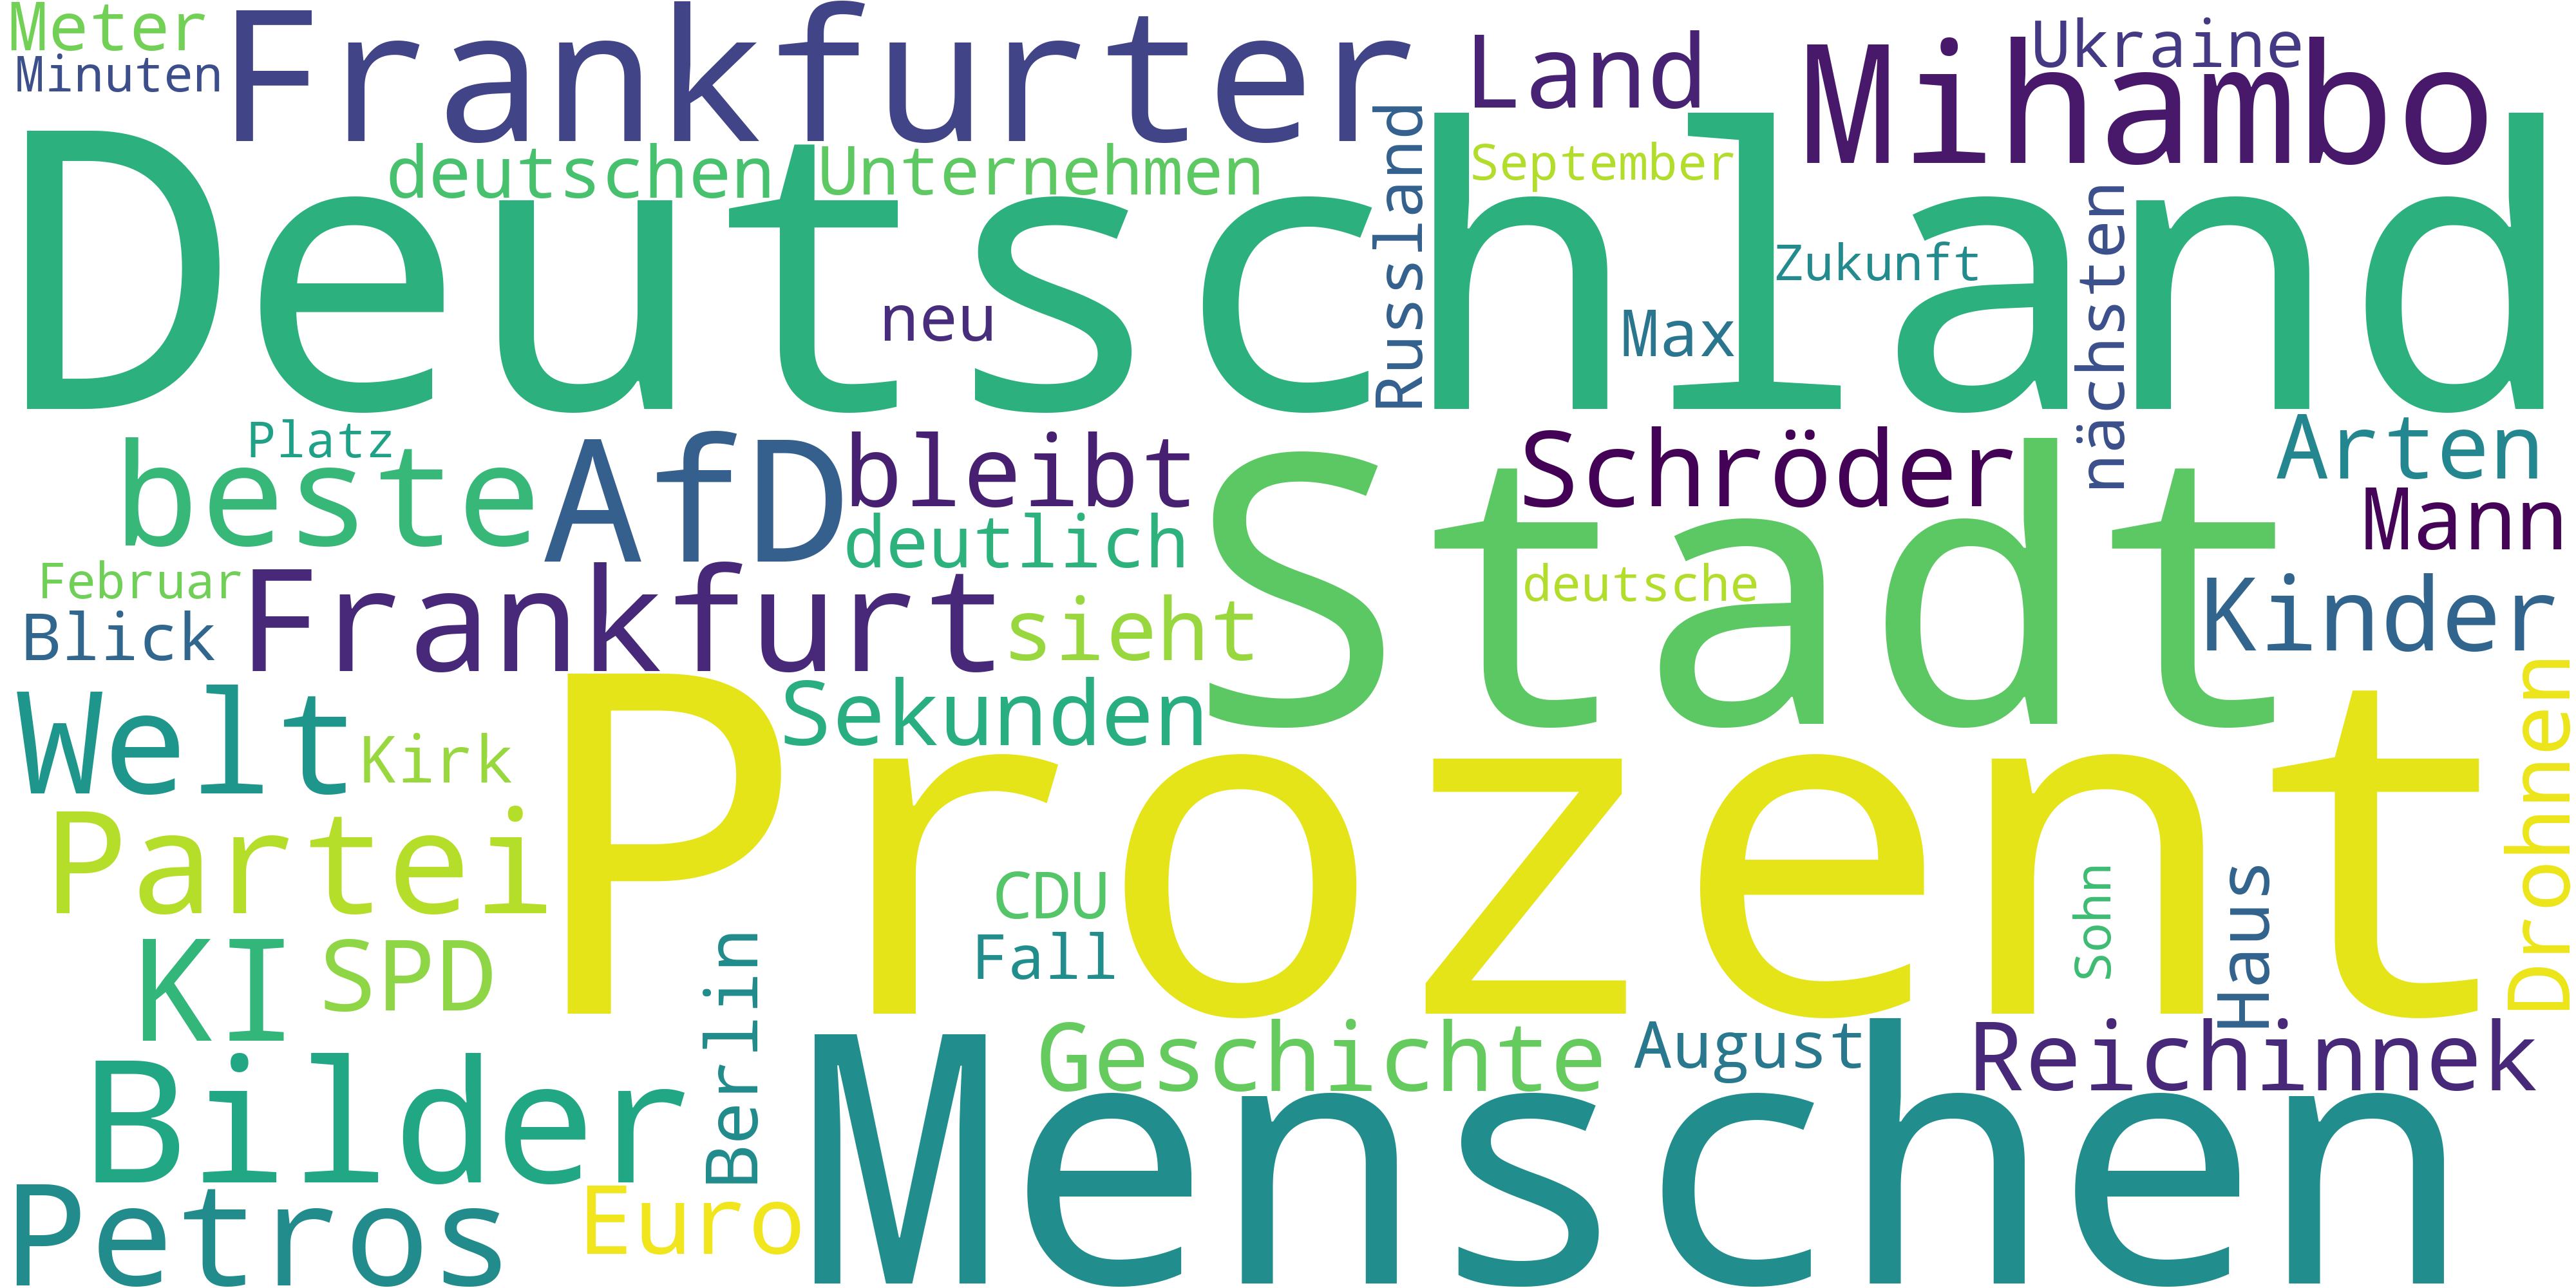 Meter
Minuten
Frankfurter
Land
Ukraine
Mihambo
deutschen
Unternehmen
September
Russland
Deutschland
Zukunft
nächsten
neu
Max
Platz
beste
AfD
bleibt
Schröder
Arten
Mann
deutlich
Stadt
Februar
Frankfurt
deutsche
Kinder
Blick
sieht
Welt
Sekunden
Kirk
Prozent
Drohnen
Partei
CDU
Sohn
Haus
KI
SPD
Fall
Berlin
Geschichte
August
Reichinnek
Bilder
Menschen
Petros
Euro